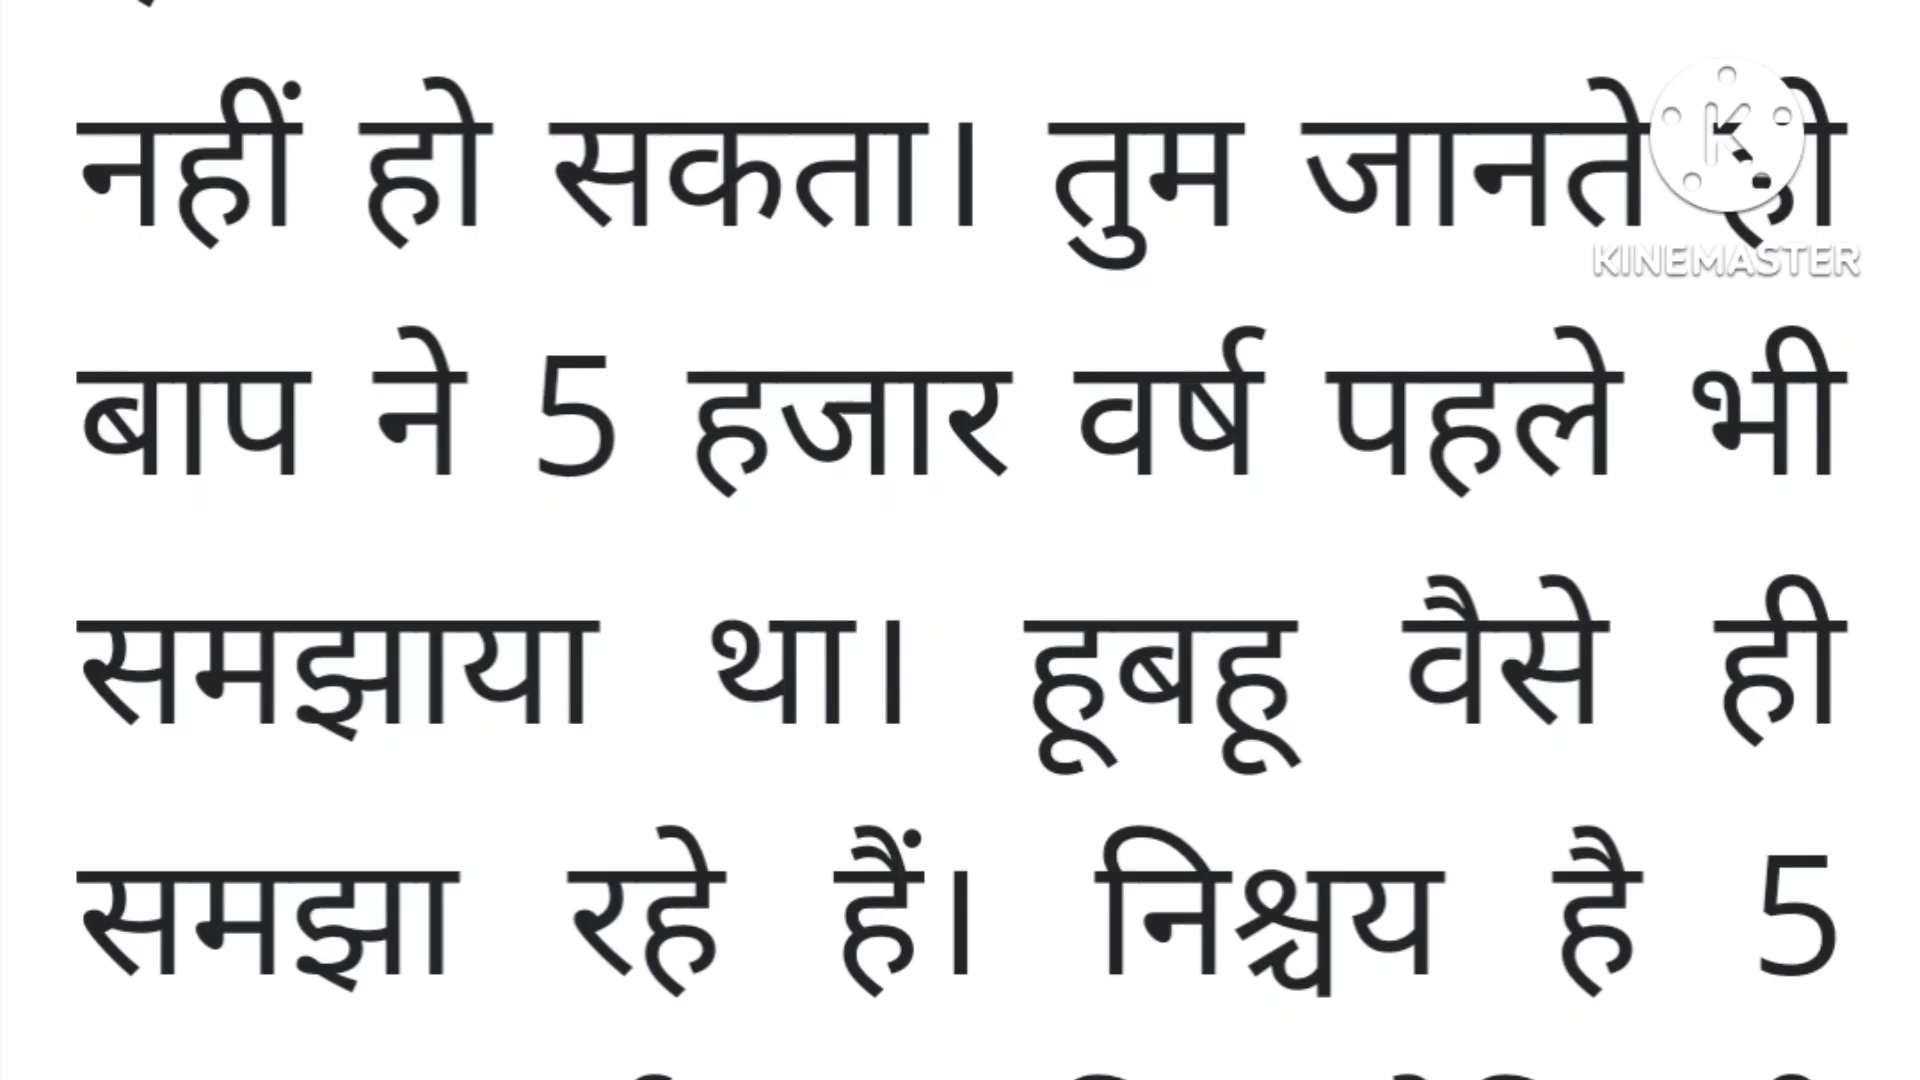 नहीं हो सकता। तुम जानते हो
KINEMASTER
बाप ने 5 हजार वर्ष पहले भी
समझाया था। हूबहू वैसे ही
समझा रहे हैं। निश्चय है 5